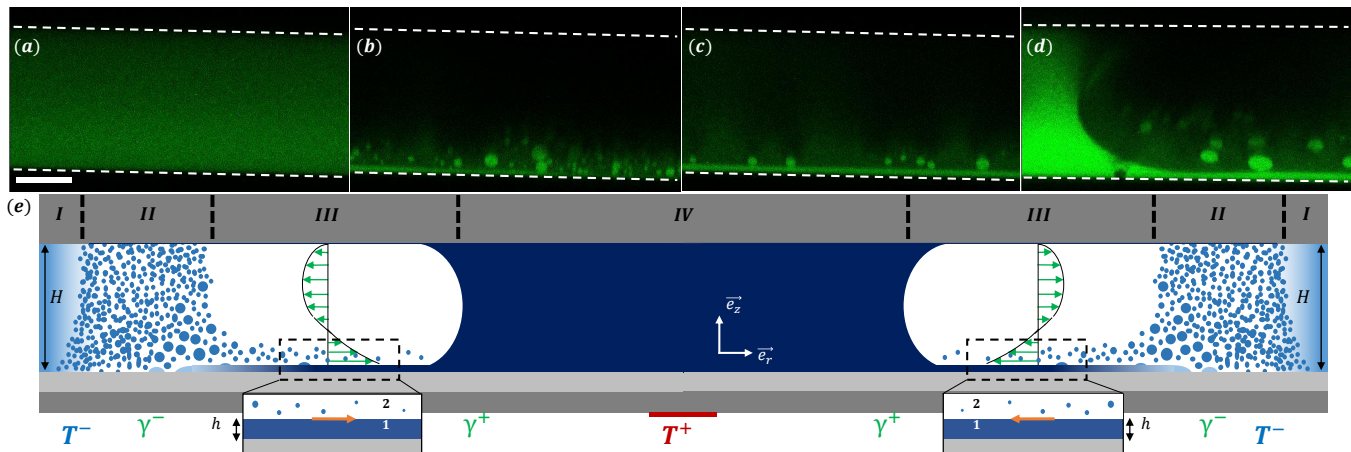 (a) (b) (c) (d)
(e) I II III IV III II I
H H
e_z
e_r
2 2
h 1 1 h
T⁻ γ⁻ γ⁺ T⁺ γ⁺ γ⁻ T⁻